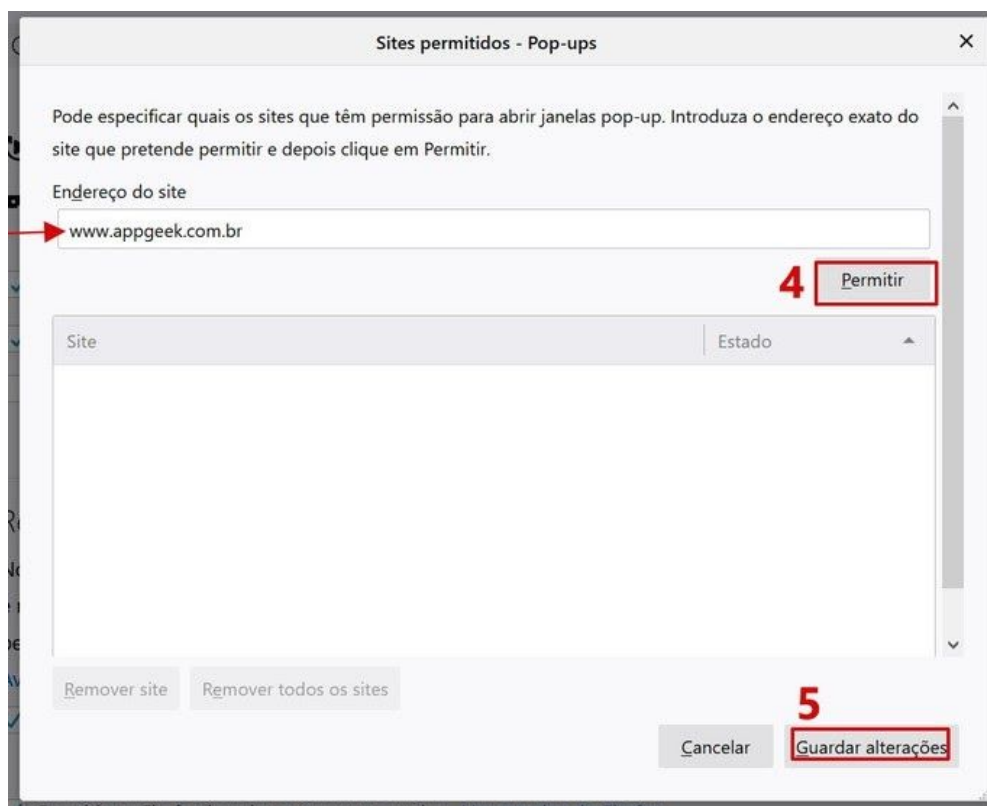 Sites permitidos - Pop-ups
Pode especificar quais os sites que têm permissão para abrir janelas pop-up. Introduza o endereço exato do
site que pretende permitir e depois clique em Permitir.
Endereço do site
www.appgeek.com.br
4 Permitir
Site Estado
Remover site Remover todos os sites
5
Cancelar Guardar alterações